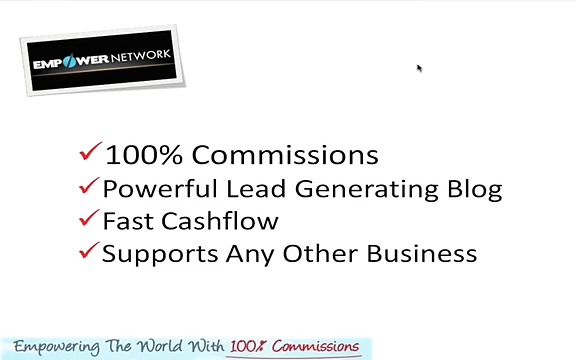 EMPOWER NETWORK
100% Commissions
Powerful Lead Generating Blog
Fast Cashflow
Supports Any Other Business
Empowering The World With 100% Commissions